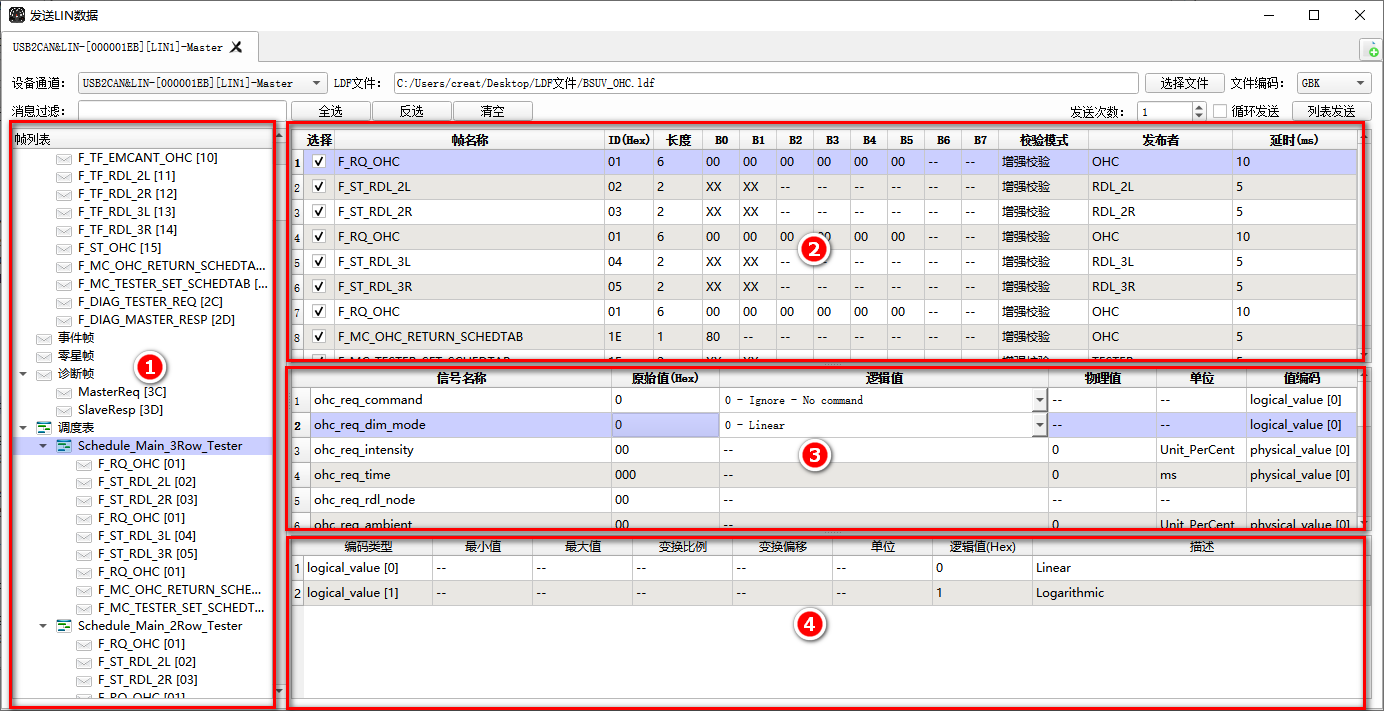 发送LIN数据
USB2CAN&LIN-[000001EB][LIN1]-Master
设备通道: USB2CAN&LIN-[000001EB][LIN1]-Master LDF文件: C:/Users/creat/Desktop/LDF文件/BSUV_OHC.ldf 选择文件 文件编码: GBK
消息过滤: 全选 反选 清空 发送次数: 1 循环发送 列表发送
帧列表
F_TF_EMCANT_OHC [10]
F_TF_RDL_2L [11]
F_TF_RDL_2R [12]
F_TF_RDL_3L [13]
F_TF_RDL_3R [14]
F_ST_OHC [15]
F_MC_OHC_RETURN_SCHEDTA...
F_MC_TESTER_SET_SCHEDTAB [...
F_DIAG_TESTER_REQ [2C]
F_DIAG_MASTER_RESP [2D]
事件帧
零星帧
诊断帧
MasterReq [3C]
SlaveResp [3D]
调度表
Schedule_Main_3Row_Tester
F_RQ_OHC [01]
F_ST_RDL_2L [02]
F_ST_RDL_2R [03]
F_RQ_OHC [01]
F_ST_RDL_3L [04]
F_ST_RDL_3R [05]
F_RQ_OHC [01]
F_MC_OHC_RETURN_SCHE...
F_MC_TESTER_SET_SCHEDT...
Schedule_Main_2Row_Tester
F_RQ_OHC [01]
F_ST_RDL_2L [02]
F_ST_RDL_2R [03]
F_RQ_OHC [01]
1
选择 帧名称 ID(Hex) 长度 B0 B1 B2 B3 B4 B5 B6 B7 校验模式 发布者 延时(ms)
1 F_RQ_OHC 01 6 00 00 00 00 00 00 -- -- 增强校验 OHC 10
2 F_ST_RDL_2L 02 2 XX XX -- -- -- -- -- -- 增强校验 RDL_2L 5
3 F_ST_RDL_2R 03 2 XX XX -- -- -- -- -- -- 增强校验 RDL_2R 5
4 F_RQ_OHC 01 6 00 00 00 00 00 00 -- -- 增强校验 OHC 10
5 F_ST_RDL_3L 04 2 XX XX -- -- -- -- -- -- 增强校验 RDL_3L 5
6 F_ST_RDL_3R 05 2 XX XX -- -- -- -- -- -- 增强校验 RDL_3R 5
7 F_RQ_OHC 01 6 00 00 00 00 00 00 -- -- 增强校验 OHC 10
8 F_MC_OHC_RETURN_SCHEDTAB 1E 1 80 -- -- -- -- -- -- -- 增强校验 OHC 5
2
信号名称 原始值(Hex) 逻辑值 物理值 单位 值编码
1 ohc_req_command 0 0 - Ignore - No command -- -- logical_value [0]
2 ohc_req_dim_mode 0 0 - Linear -- -- logical_value [0]
3 ohc_req_intensity 00 -- 0 Unit_PerCent physical_value [0]
4 ohc_req_time 000 -- 0 ms physical_value [0]
5 ohc_req_rdl_node 00 -- -- --
6 ohc_req_ambient 00 -- 0 Unit_PerCent physical_value [0]
3
编码类型 最小值 最大值 变换比例 变换偏移 单位 逻辑值(Hex) 描述
1 logical_value [0] -- -- -- -- -- 0 Linear
2 logical_value [1] -- -- -- -- -- 1 Logarithmic
4